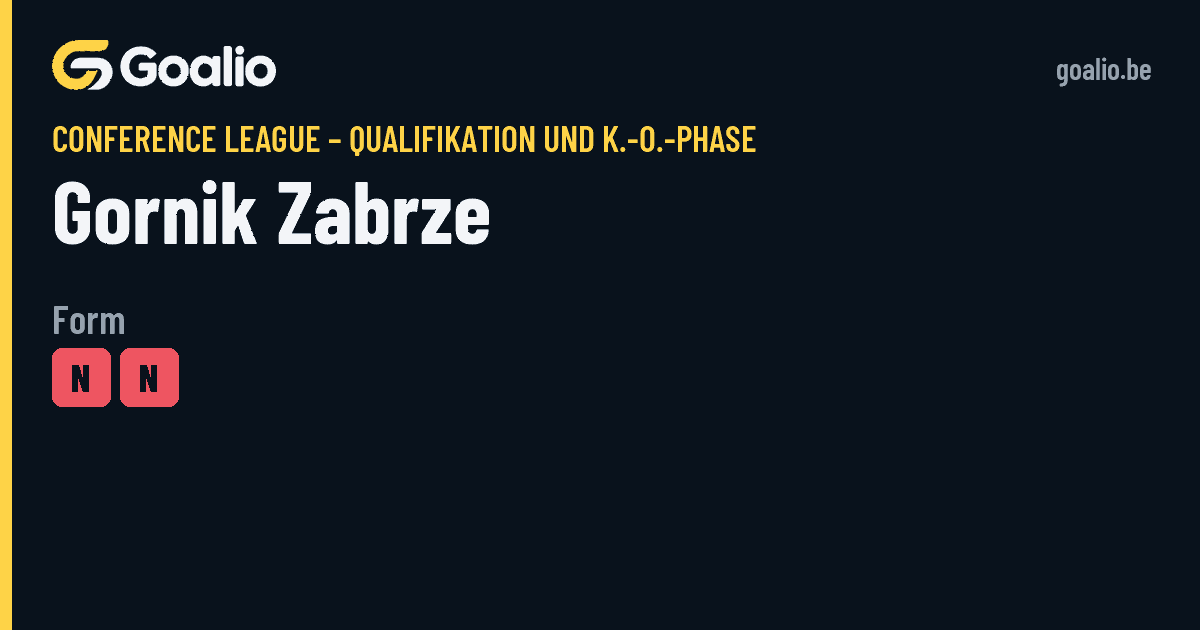 Goalio
goalio.be
CONFERENCE LEAGUE – QUALIFIKATION UND K.-O.-PHASE
Gornik Zabrze
Form
N N